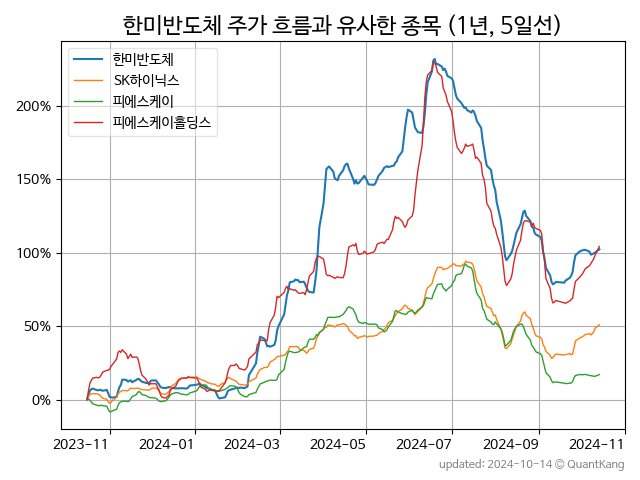 한미반도체 주가 흐름과 유사한 종목 (1년, 5일선)
한미반도체
SK하이닉스
피에스케이
피에스케이홀딩스
200%
150%
100%
50%
0%
2023-11 2024-01 2024-03 2024-05 2024-07 2024-09 2024-11
updated: 2024-10-14 © QuantKang